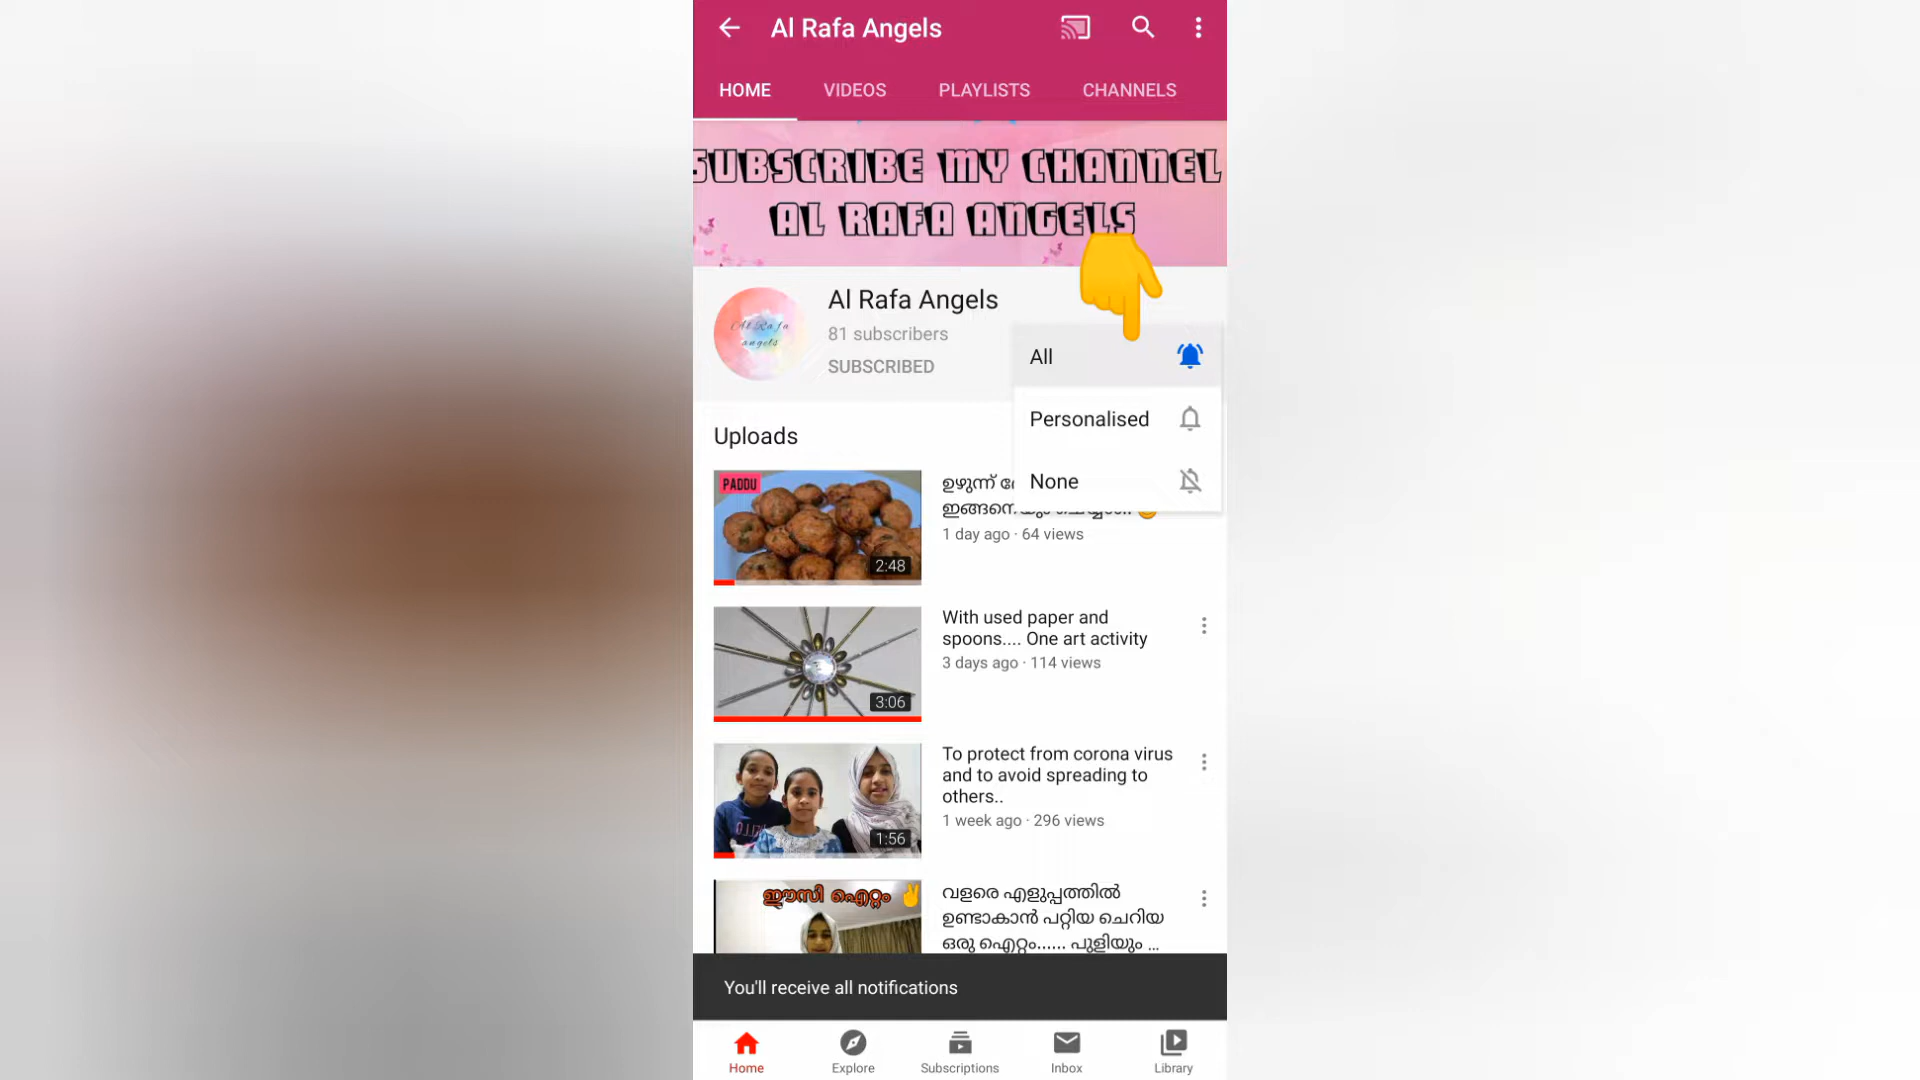 Al Rafa Angels
HOME VIDEOS PLAYLISTS CHANNELS
SUBSCRIBE MY CHANNEL
AL RAFA ANGELS
Al Rafa angels
Al Rafa Angels
81 subscribers
SUBSCRIBED
All
Personalised
None
Uploads
PADDU
2:48
ഉഴുന്ന്
1 day ago · 64 views
3:06
With used paper and
spoons.... One art activity
3 days ago · 114 views
1:56
To protect from corona virus
and to avoid spreading to
others..
1 week ago · 296 views
ഈസി ഐറ്റം
വളരെ എളുപ്പത്തിൽ
ഉണ്ടാകാൻ പറ്റിയ ചെറിയ
ഒരു ഐറ്റം...... പുളിയും ...
You'll receive all notifications
Home Explore Subscriptions Inbox Library